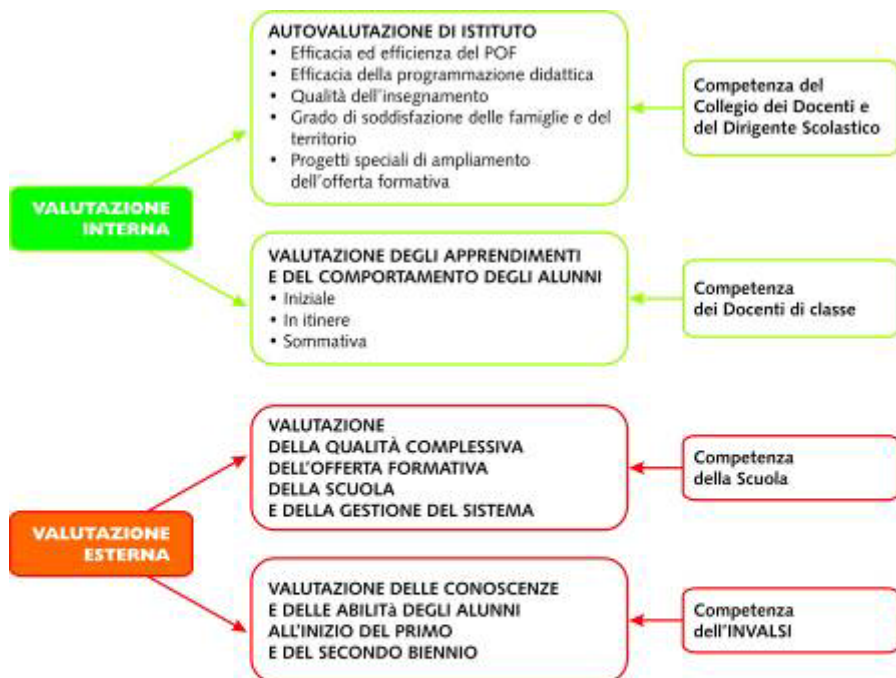 AUTOVALUTAZIONE DI ISTITUTO
• Efficacia ed efficienza del POF
• Efficacia della programmazione didattica
• Qualità dell'insegnamento
• Grado di soddisfazione delle famiglie e del
territorio
• Progetti speciali di ampliamento
dell'offerta formativa
Competenza del
Collegio dei Docenti e
del Dirigente Scolastico
VALUTAZIONE
INTERNA
VALUTAZIONE DEGLI APPRENDIMENTI
E DEL COMPORTAMENTO DEGLI ALUNNI
• Iniziale
• In itinere
• Sommativa
Competenza
dei Docenti di classe
VALUTAZIONE
DELLA QUALITÀ COMPLESSIVA
DELL'OFFERTA FORMATIVA
DELLA SCUOLA
E DELLA GESTIONE DEL SISTEMA
Competenza
della Scuola
VALUTAZIONE
ESTERNA
VALUTAZIONE DELLE CONOSCENZE
E DELLE ABILITà DEGLI ALUNNI
ALL'INIZIO DEL PRIMO
E DEL SECONDO BIENNIO
Competenza
dell'INVALSI